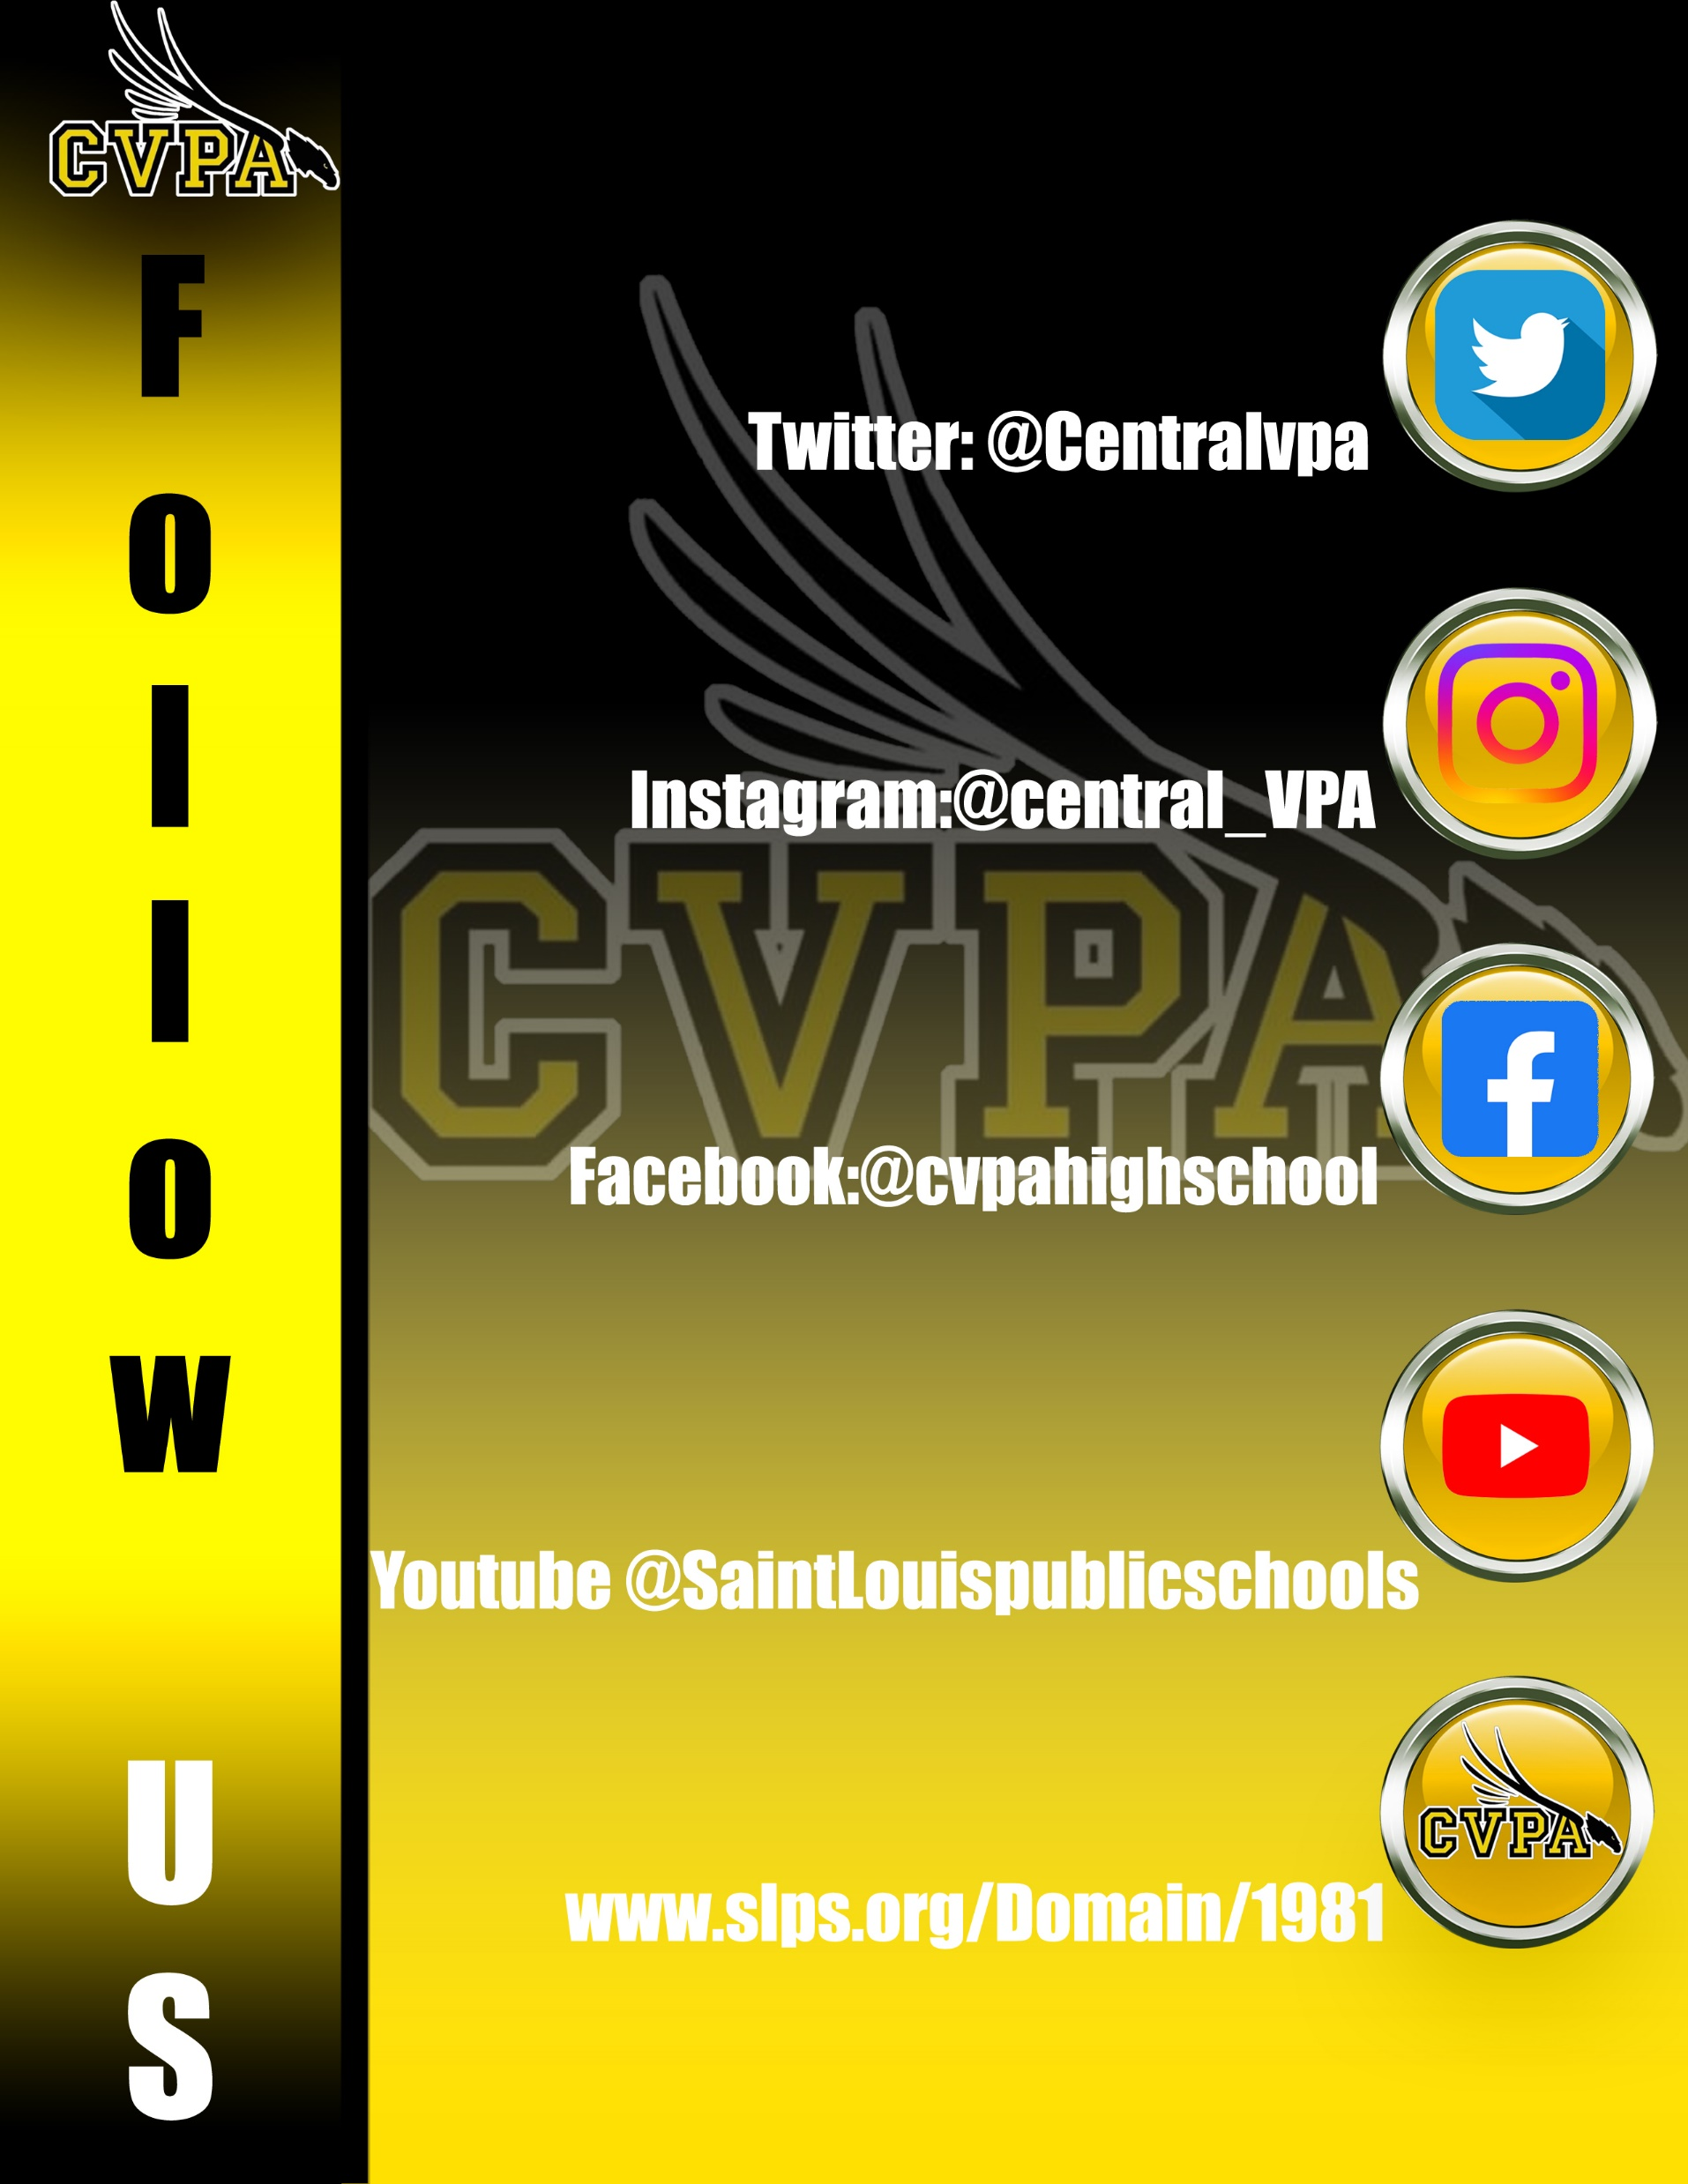 CVPA
F
o
l
l
o
w
U
S
Twitter: @Centralvpa
Instagram:@central_VPA
CVPA
Facebook:@cvpahighschool
Youtube @SaintLouispublicschools
CVPA
www.slps.org/Domain/1981